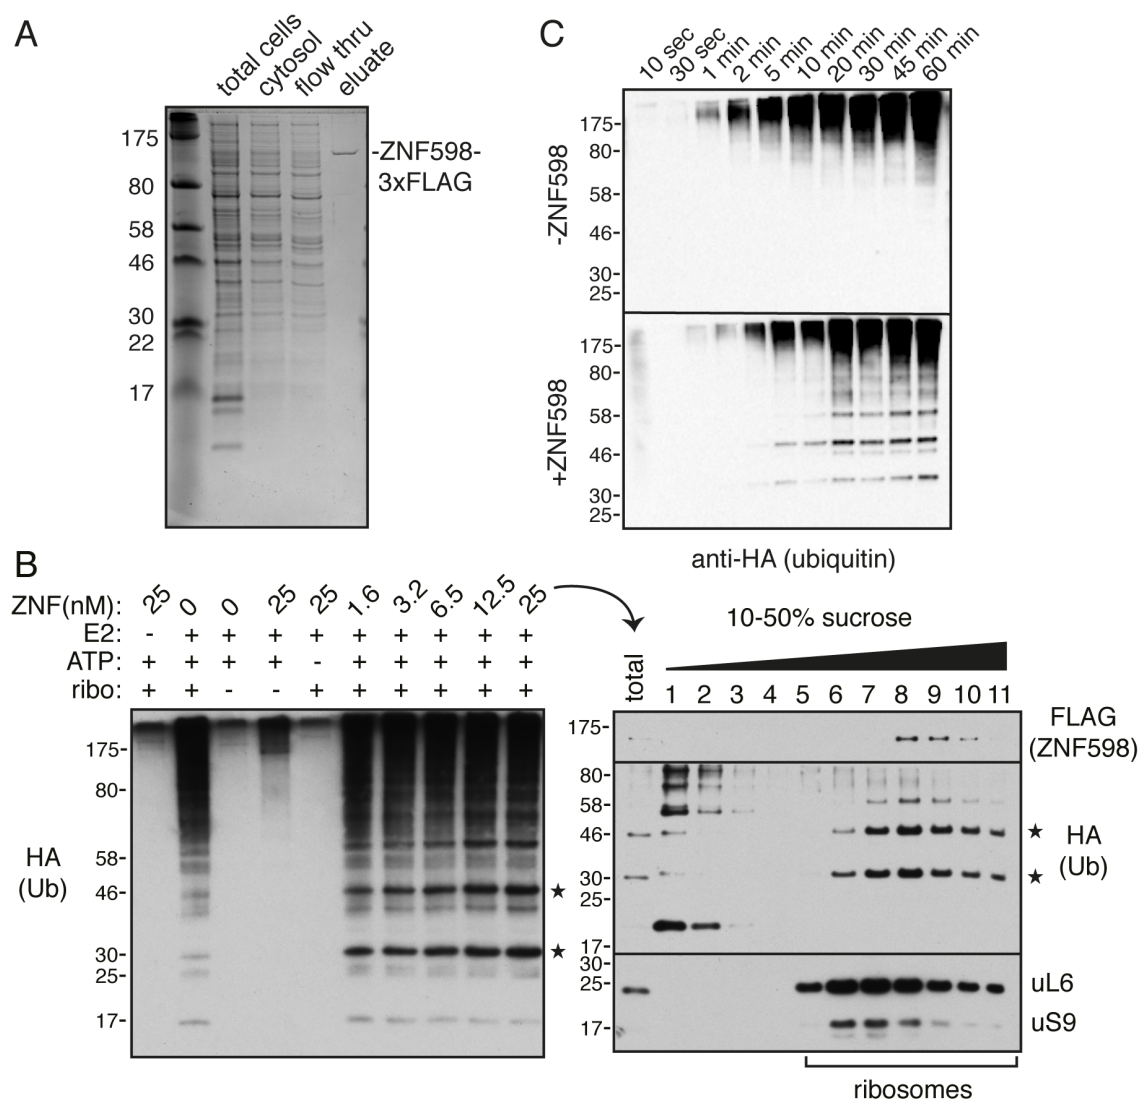 A
total cells
cytosol
flow thru
eluate
175
80
58
46
30
22
17
-ZNF598-
3xFLAG
C
10 sec
30 sec
1 min
2 min
5 min
10 min
20 min
30 min
45 min
60 min
-ZNF598
175-
80-
58-
46-
30-
25-
+ZNF598
175-
80-
58-
46-
30-
25-
anti-HA (ubiquitin)
B
ZNF(nM): 25 0 0 25 25 1.6 3.2 6.5 12.5 25
E2: - + + + + + + + + +
ATP: + + + + - + + + + +
ribo: + + - - + + + + + +
HA
(Ub)
175-
80-
58-
46-
30-
25-
17-
★
★
10-50% sucrose
total 1 2 3 4 5 6 7 8 9 10 11
175-
FLAG
(ZNF598)
80-
58-
46-
30-
25-
17-
★
★
HA
(Ub)
30-
25-
17-
uL6
uS9
ribosomes